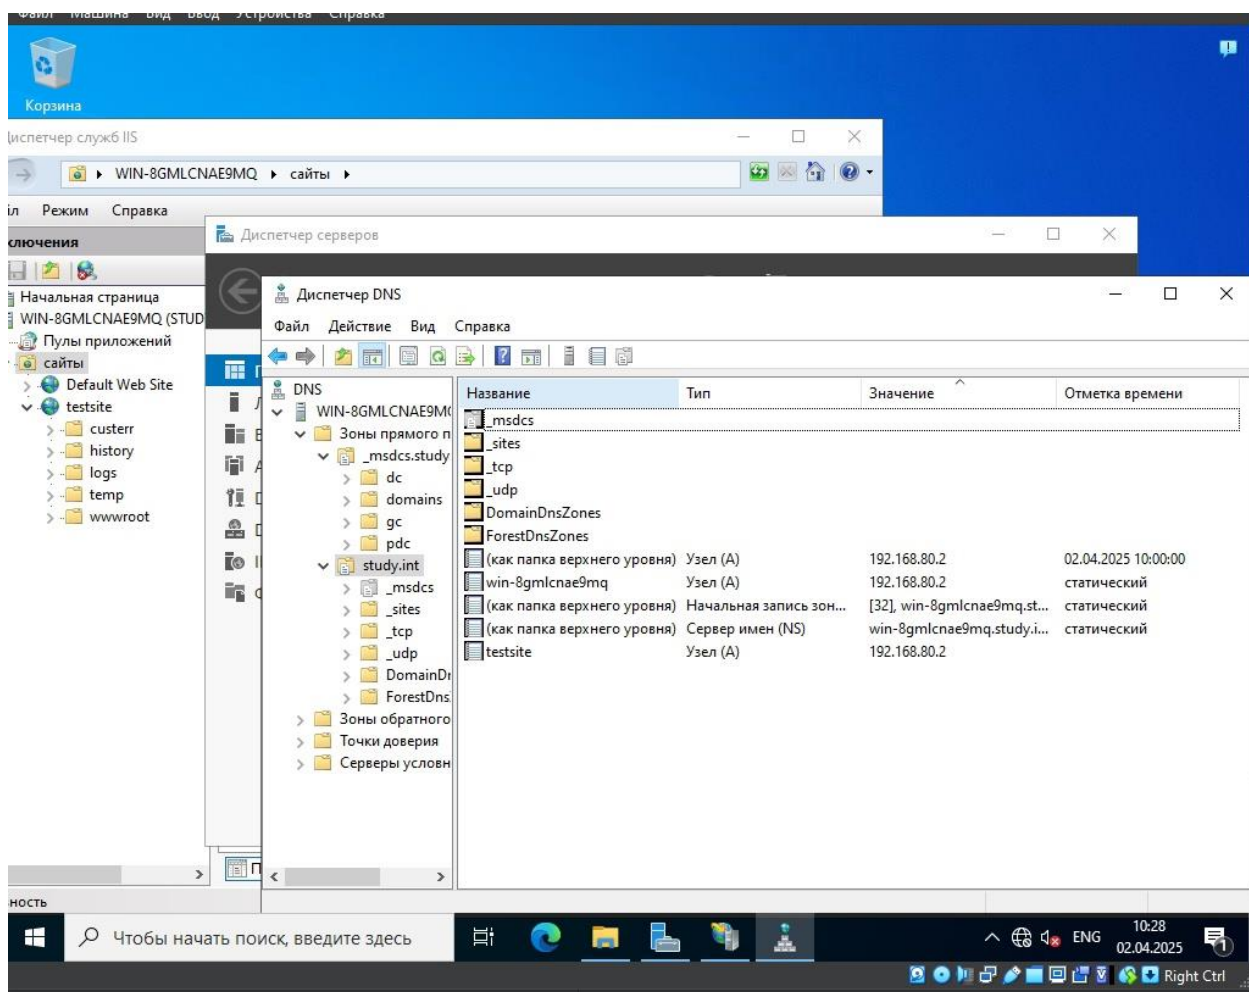 Файл Машина Вид Ввод Устройства Справка
Корзина
Диспетчер служб IIS
WIN-8GMLCNAE9MQ сайты
Режим Справка
Диспетчер серверов
Начальная страница
WIN-8GMLCNAE9MQ (STUD
Пулы приложений
сайты
Default Web Site
testsite
custerr
history
logs
temp
wwwroot
Диспетчер DNS
Файл Действие Вид Справка
DNS
WIN-8GMLCNAE9M
Зоны прямого п
_msdcs.study
dc
domains
gc
pdc
study.int
_msdcs
_sites
_tcp
_udp
DomainDr
ForestDns
Зоны обратного
Точки доверия
Серверы условн
Название Тип Значение Отметка времени
_msdcs
_sites
_tcp
_udp
DomainDnsZones
ForestDnsZones
(как папка верхнего уровня) Узел (A) 192.168.80.2 02.04.2025 10:00:00
win-8gmlcnae9mq Узел (A) 192.168.80.2 статический
(как папка верхнего уровня) Начальная запись зон... [32], win-8gmlcnae9mq.st... статический
(как папка верхнего уровня) Сервер имен (NS) win-8gmlcnae9mq.study.i... статический
testsite Узел (A) 192.168.80.2
Чтобы начать поиск, введите здесь
ENG
10:28
02.04.2025
1
Right Ctrl